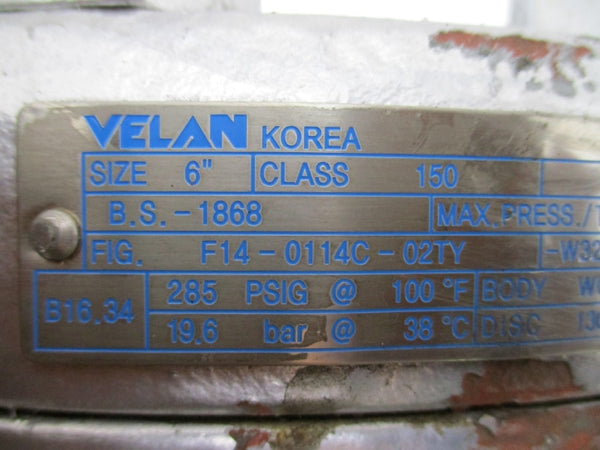 VELAN KOREA
SIZE 6" CLASS 150
B.S.-1868 MAX.PRESS./T
FIG. F14-0114C-02TY -W32
B16.34 285 PSIG @ 100 °F BODY
19.6 bar @ 38 °C DISC